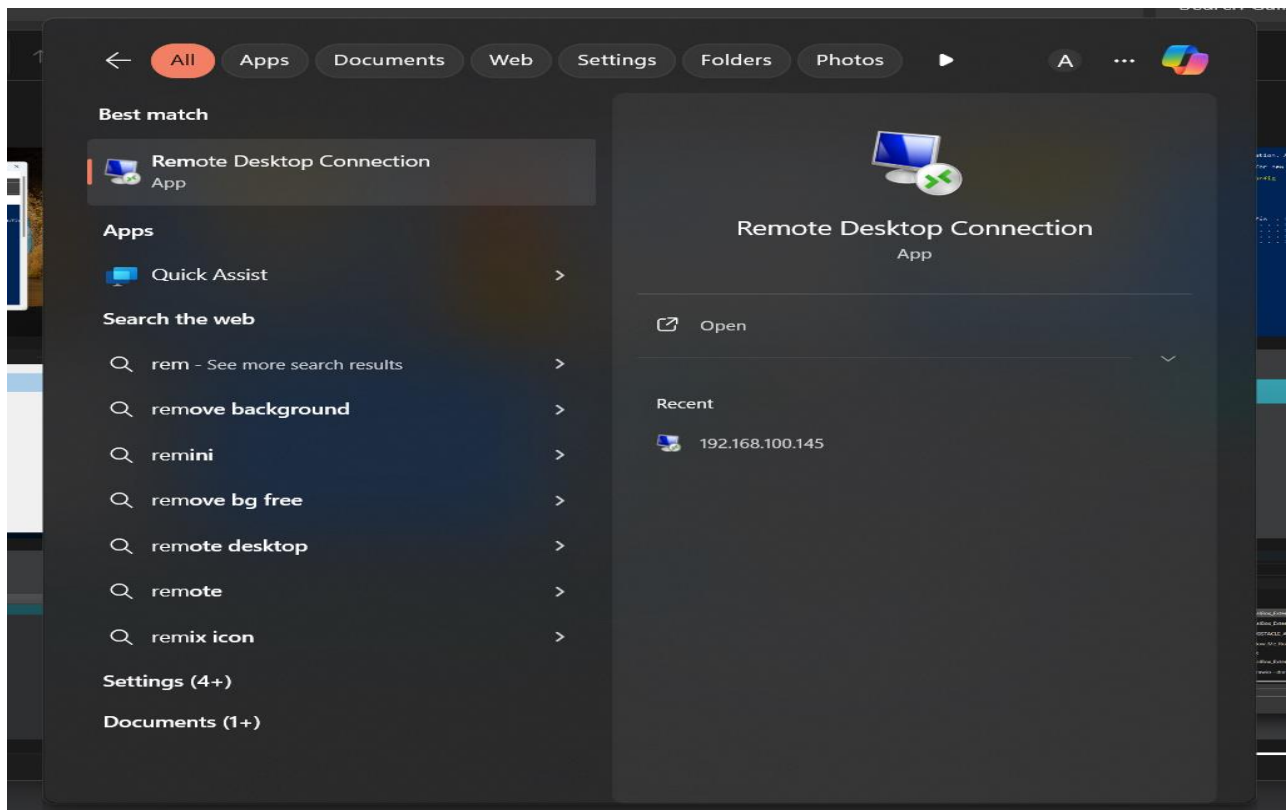 All Apps Documents Web Settings Folders Photos A ...
Best match
Remote Desktop Connection
App
Apps
Quick Assist
Search the web
rem - See more search results
remove background
remini
remove bg free
remote desktop
remote
remix icon
Settings (4+)
Documents (1+)
Remote Desktop Connection
App
Open
Recent
192.168.100.145